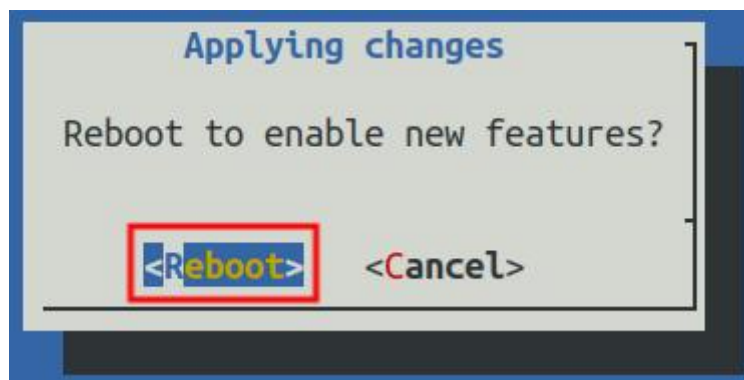 Applying changes
Reboot to enable new features?
<Reboot> <Cancel>